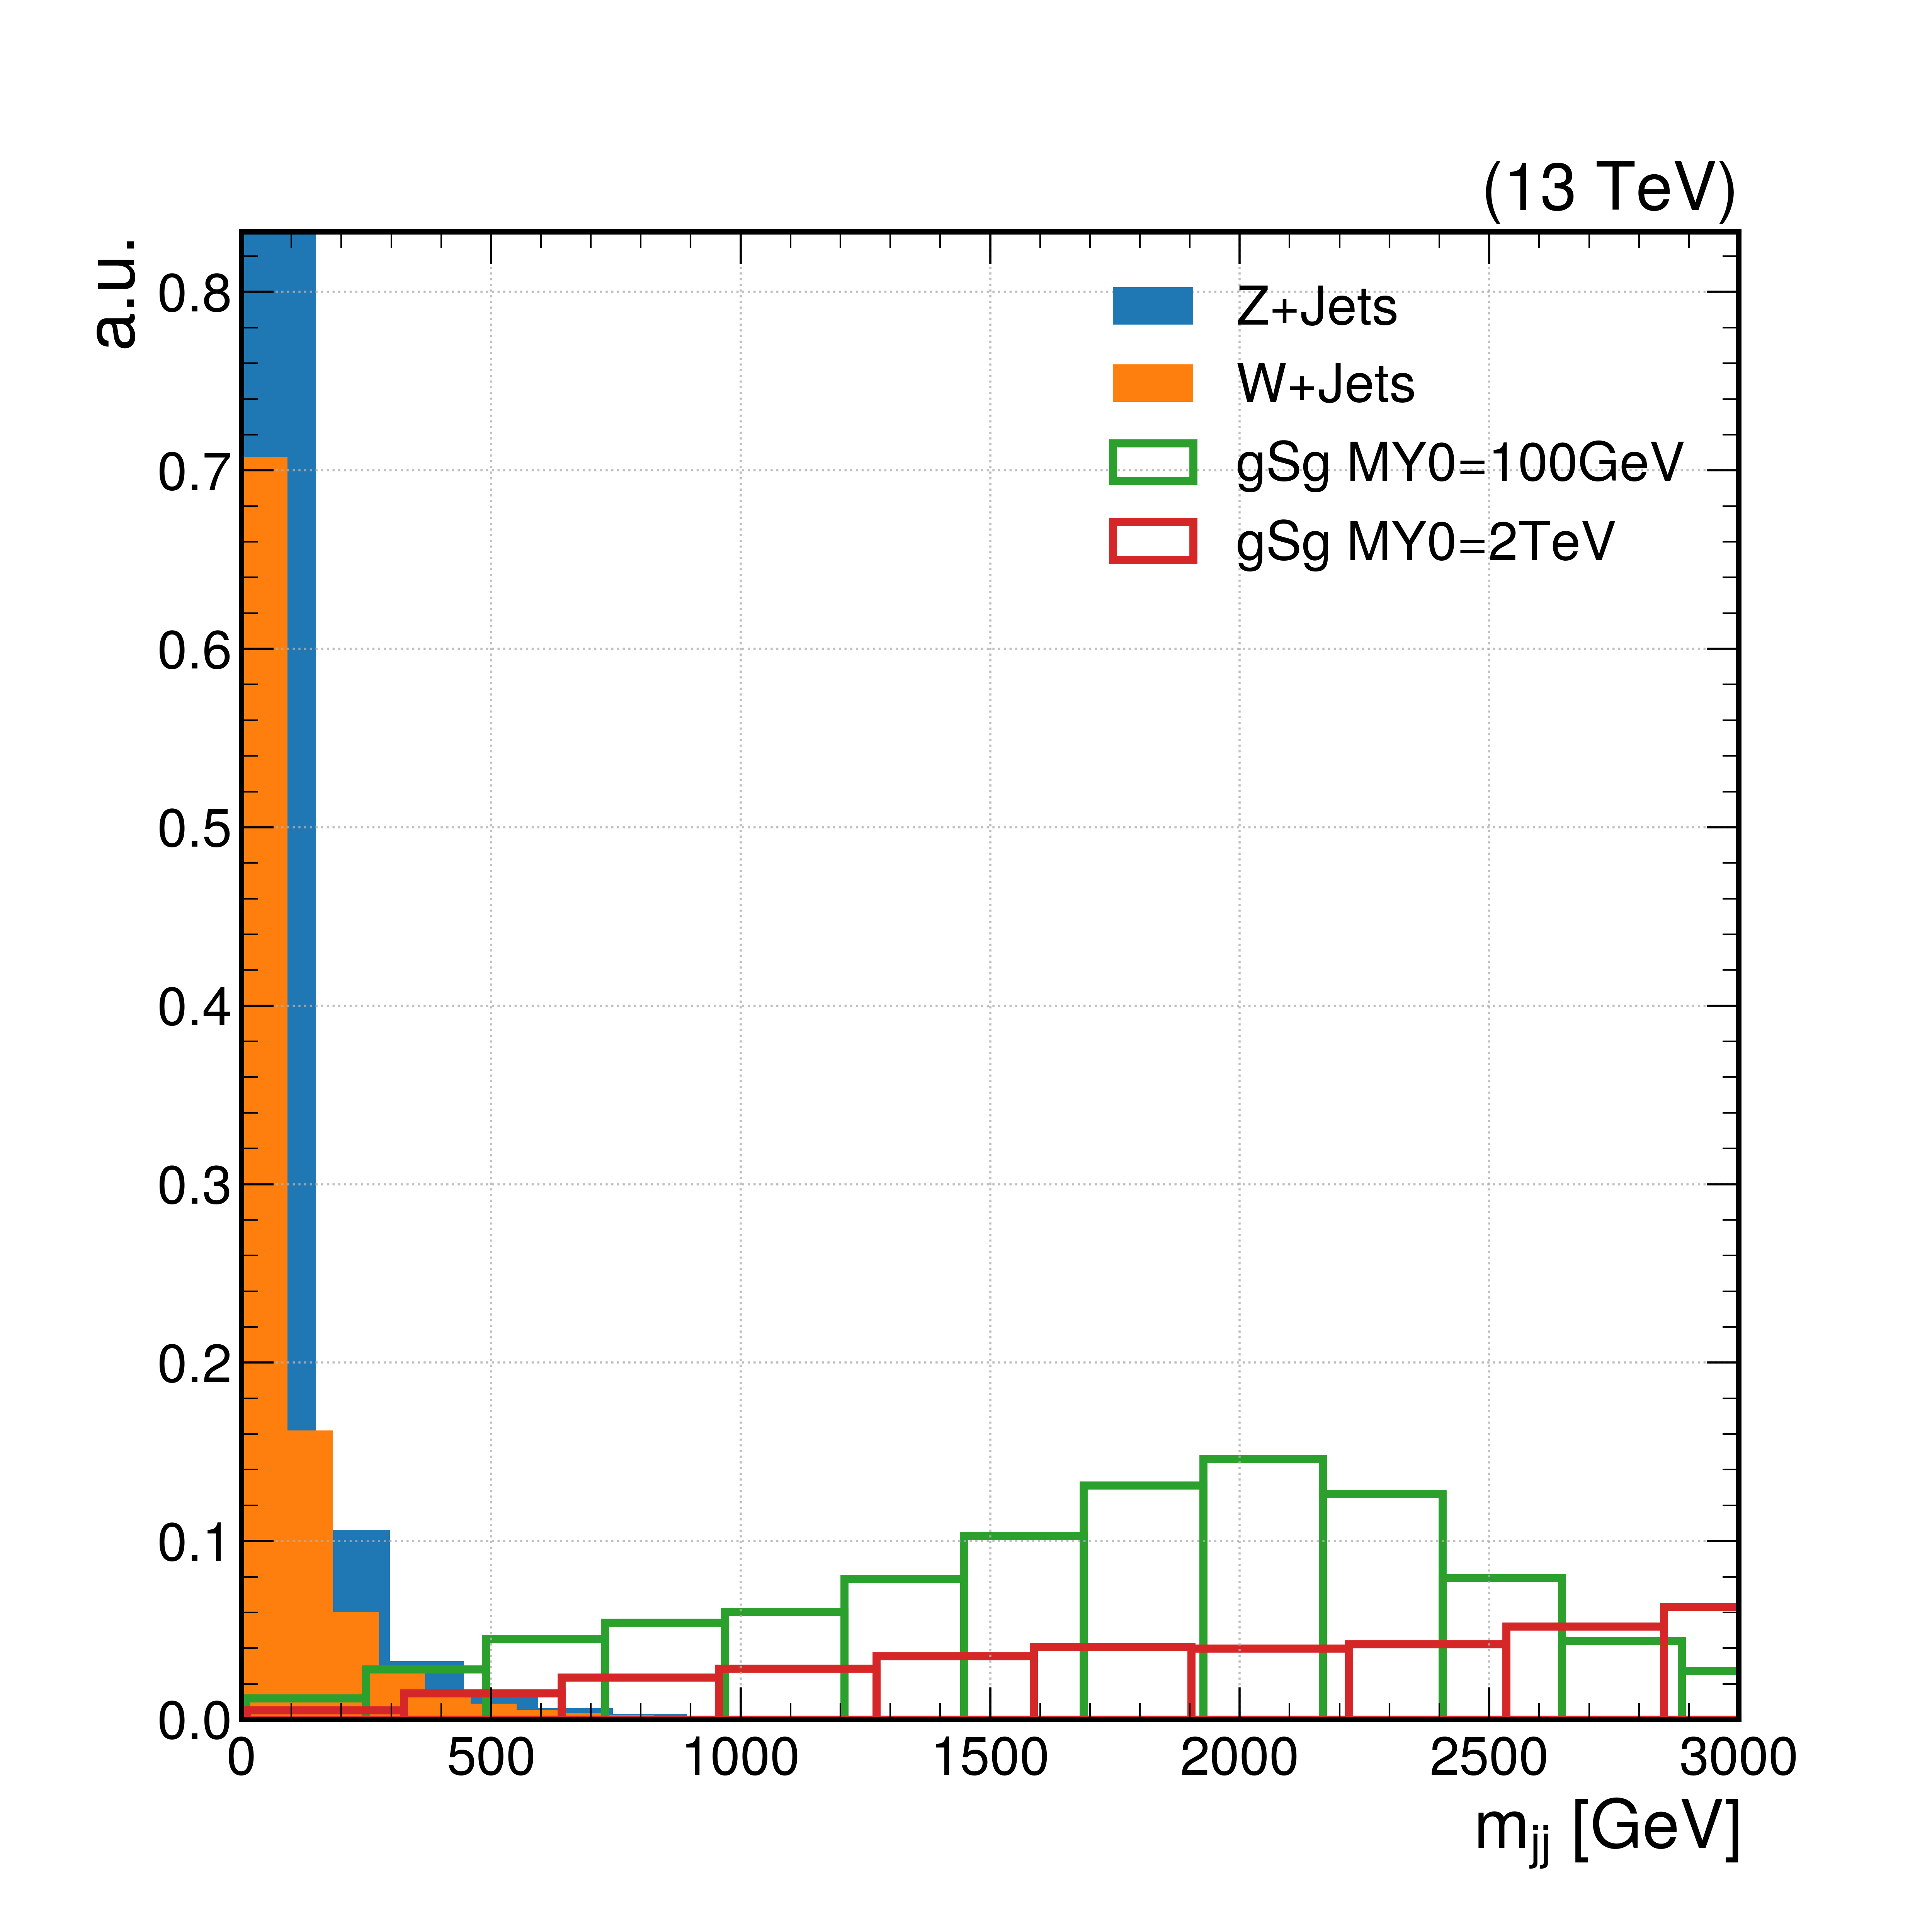 (13 TeV)
a.u.
0.8
0.7
0.6
0.5
0.4
0.3
0.2
0.1
0.0
Z+Jets
W+Jets
gSg MY0=100GeV
gSg MY0=2TeV
0 500 1000 1500 2000 2500 3000
m_jj [GeV]